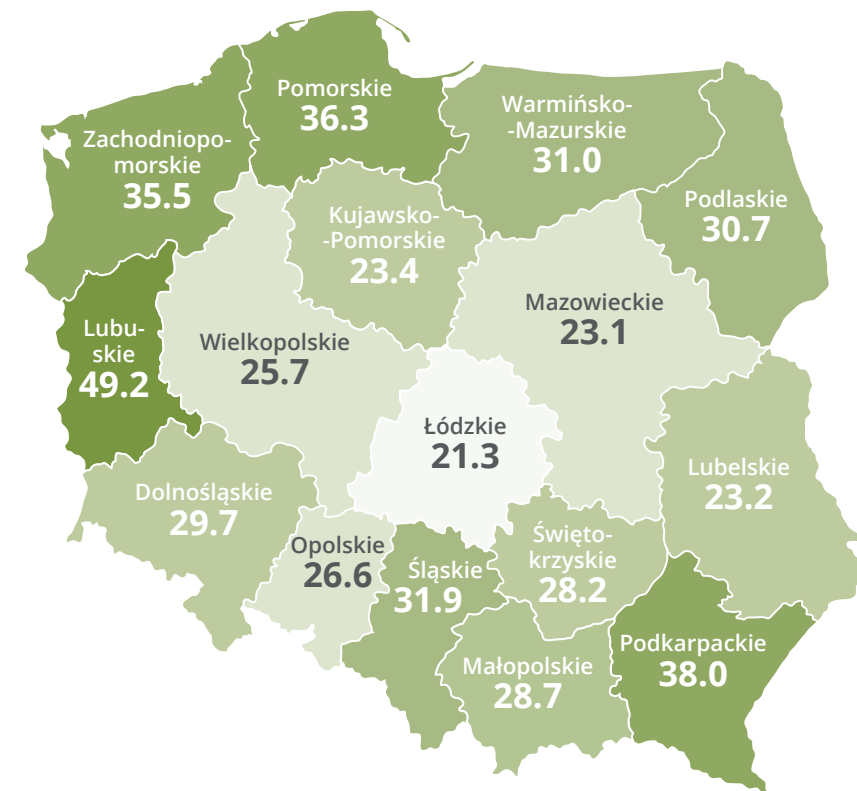 Pomorskie
36.3
Warmińsko-
-Mazurskie
31.0
Zachodniopo-
morskie
35.5
Podlaskie
30.7
Kujawsko-
-Pomorskie
23.4
Mazowieckie
23.1
Lubu-
skie
49.2
Wielkopolskie
25.7
Łódzkie
21.3
Lubelskie
23.2
Dolnośląskie
29.7
Opolskie
26.6
Śląskie
31.9
Święto-
krzyskie
28.2
Małopolskie
28.7
Podkarpackie
38.0